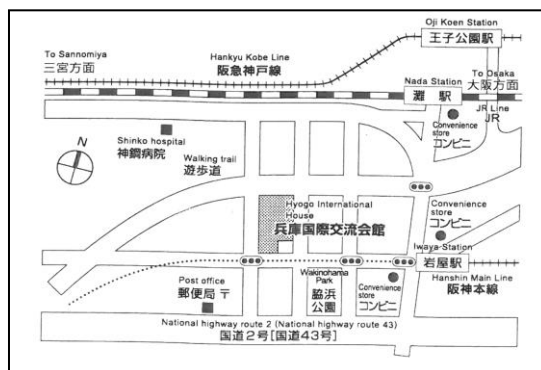 Oji Koen Station
王子公園駅
To Sannomiya
三宮方面
Hankyu Kobe Line
阪急神戸線
Nada Station
灘 駅
To Osaka
大阪方面
JR Line
JR
Convenience
store
コンビニ
N
Shinko hospital
神鋼病院
Walking trail
遊歩道
Hyogo International
House
兵庫国際交流会館
Convenience
store
コンビニ
Iwaya Station
岩屋駅
Hanshin Main Line
阪神本線
Post office
郵便局 〒
Wakinohama
Park
脇浜
公園
Convenience
store
コンビニ
National highway route 2 (National highway route 43)
国道2号[国道43号]